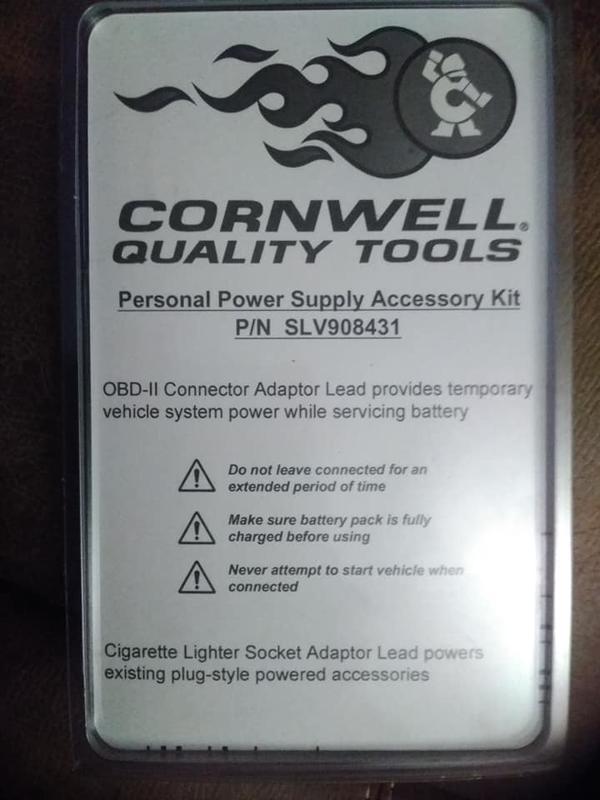 CORNWELL®
QUALITY TOOLS
Personal Power Supply Accessory Kit
P/N SLV908431
OBD-II Connector Adaptor Lead provides temporary
vehicle system power while servicing battery
Do not leave connected for an
extended period of time
Make sure battery pack is fully
charged before using
Never attempt to start vehicle when
connected
Cigarette Lighter Socket Adaptor Lead powers
existing plug-style powered accessories